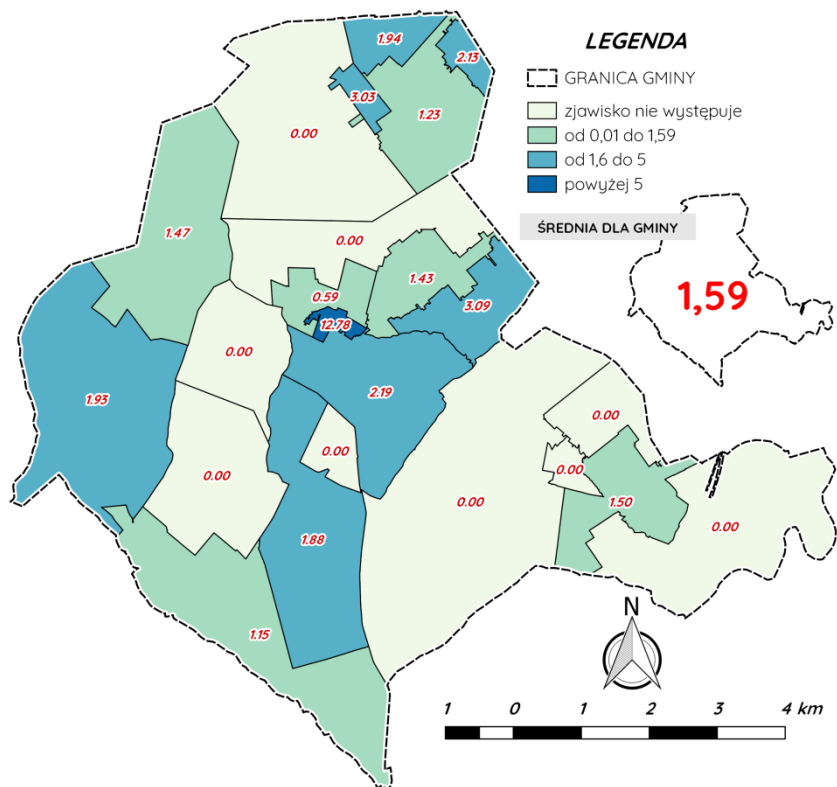 LEGENDA
GRANICA GMINY
zjawisko nie występuje
od 0,01 do 1,59
od 1,6 do 5
powyżej 5
ŚREDNIA DLA GMINY
1,59
1.94
2.13
3.03
1.23
0.00
1.47
0.00
1.43
0.59
3.09
12.78
0.00
1.93
2.19
0.00
0.00
0.00
0.00
0.00
1.50
0.00
1.88
1.15
N
1 0 1 2 3 4 km